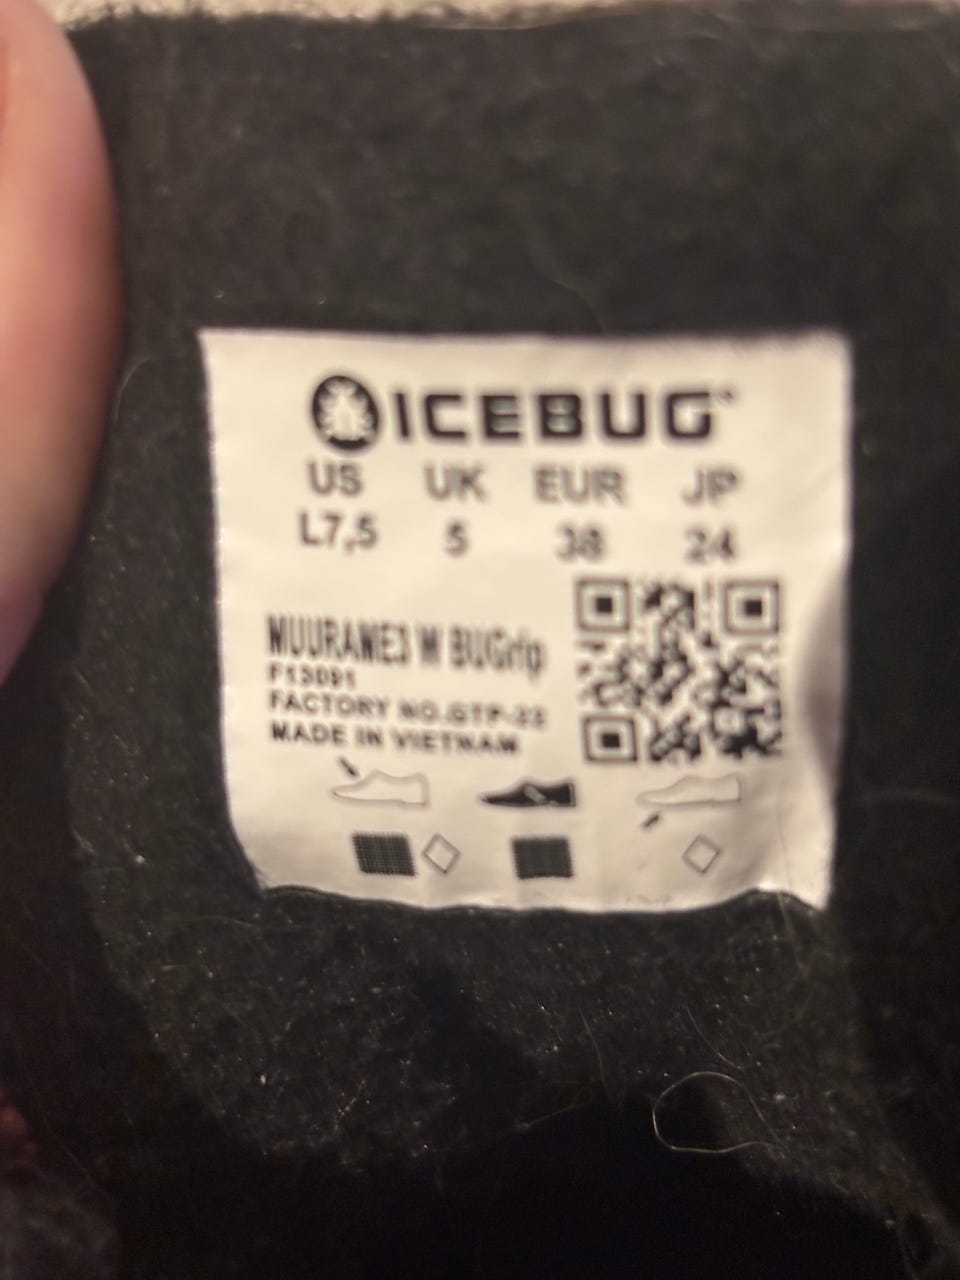 ICEBUG
US UK EUR JP
L7,5 5 38 24
MUURAME3 W BUGrip
F13091
FACTORY NO.GTP-22
MADE IN VIETNAM